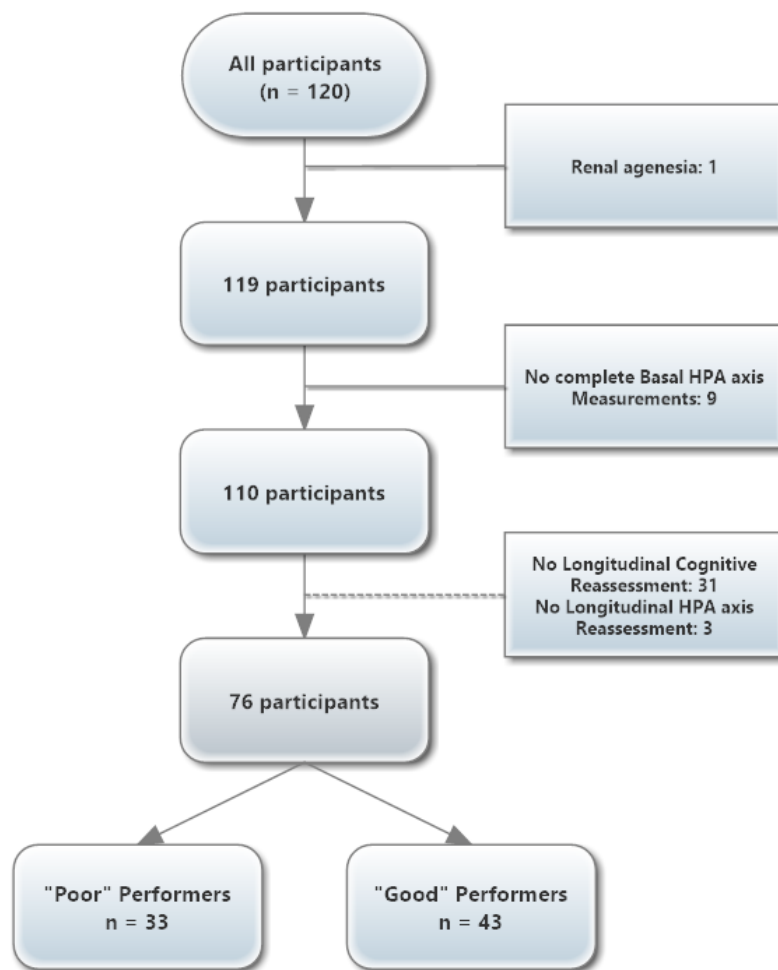 All participants
(n = 120)
Renal agenesia: 1
119 participants
No complete Basal HPA axis
Measurements: 9
110 participants
No Longitudinal Cognitive
Reassessment: 31
No Longitudinal HPA axis
Reassessment: 3
76 participants
"Poor" Performers
n = 33
"Good" Performers
n = 43